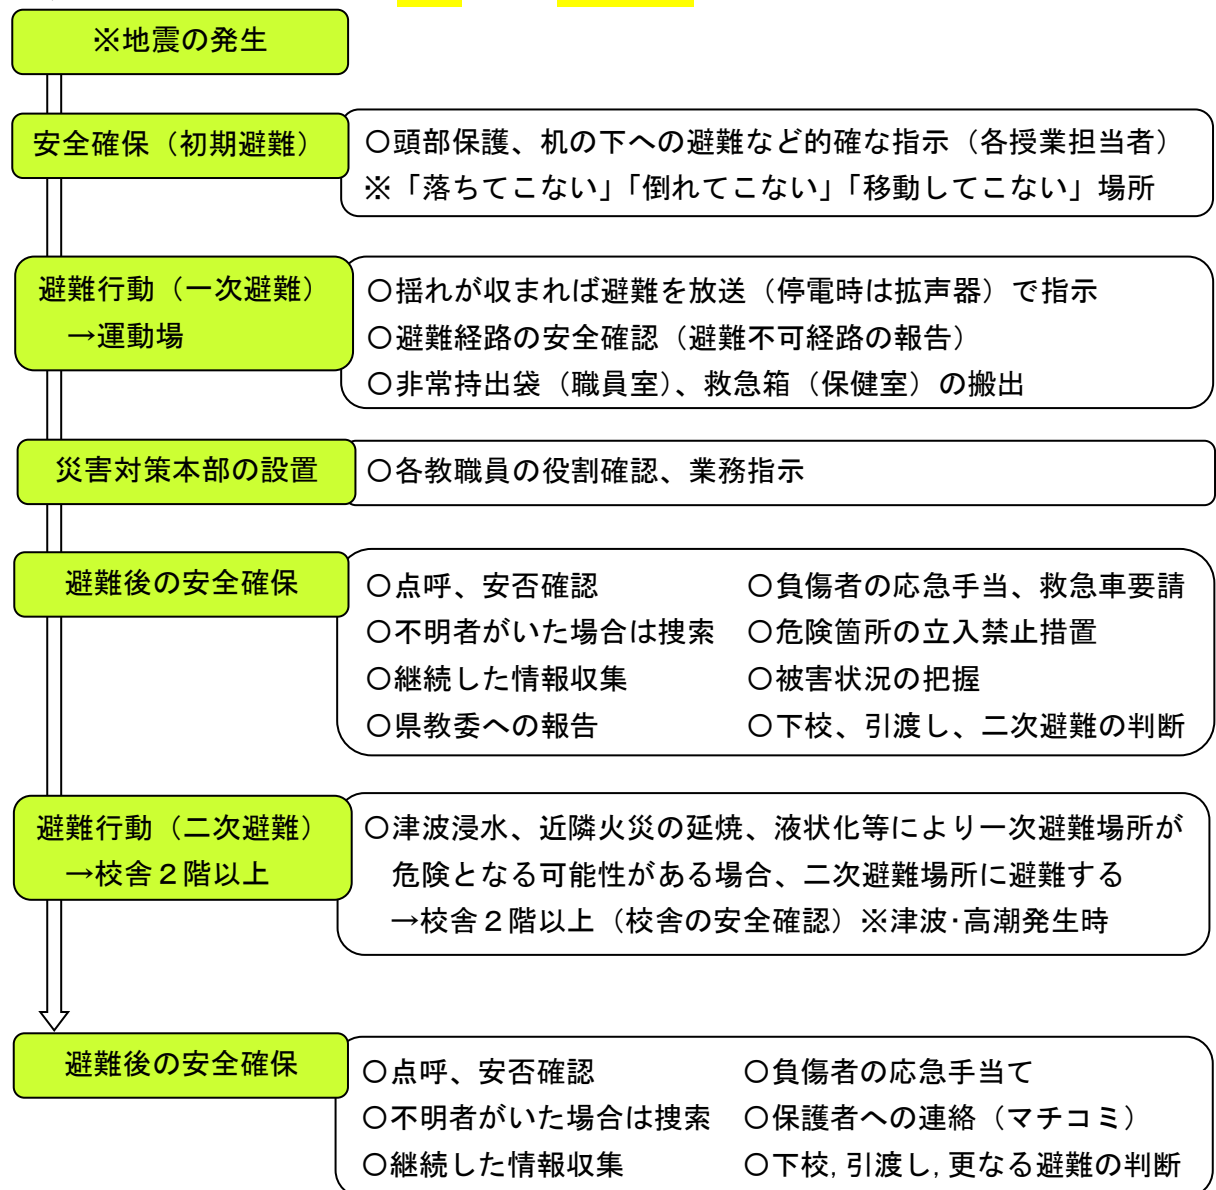 ※地震の発生
安全確保（初期避難）
〇頭部保護、机の下への避難など的確な指示（各授業担当者）
※「落ちてこない」「倒れてこない」「移動してこない」場所
避難行動（一次避難）
→運動場
〇揺れが収まれば避難を放送（停電時は拡声器）で指示
〇避難経路の安全確認（避難不可経路の報告）
〇非常持出袋（職員室）、救急箱（保健室）の搬出
災害対策本部の設置
〇各教職員の役割確認、業務指示
避難後の安全確保
〇点呼、安否確認　〇負傷者の応急手当、救急車要請
〇不明者がいた場合は捜索　〇危険箇所の立入禁止措置
〇継続した情報収集　〇被害状況の把握
〇県教委への報告　〇下校、引渡し、二次避難の判断
避難行動（二次避難）
→校舎２階以上
〇津波浸水、近隣火災の延焼、液状化等により一次避難場所が
危険となる可能性がある場合、二次避難場所に避難する
→校舎２階以上（校舎の安全確認）※津波･高潮発生時
避難後の安全確保
〇点呼、安否確認　〇負傷者の応急手当て
〇不明者がいた場合は捜索　〇保護者への連絡（マチコミ）
〇継続した情報収集　〇下校,引渡し,更なる避難の判断